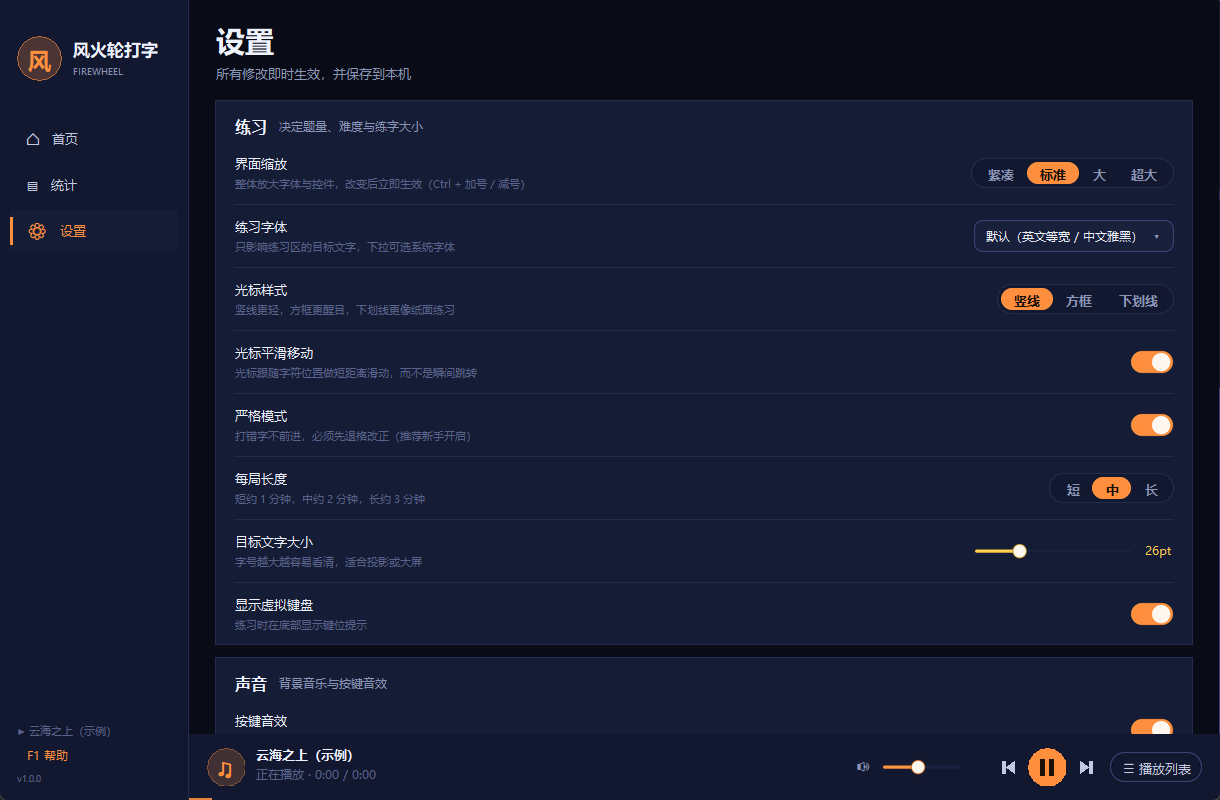 风
风火轮打字
FIREWHEEL
首页
统计
设置
► 云海之上（示例）
F1 帮助
v1.0.0
设置
所有修改即时生效，并保存到本机
练习 决定题量、难度与练字大小
界面缩放
整体放大字体与控件，改变后立即生效（Ctrl + 加号 / 减号）
紧凑 标准 大 超大
练习字体
只影响练习区的目标文字，下拉可选系统字体
默认（英文等宽 / 中文雅黑）
光标样式
竖线更轻，方框更醒目，下划线更像纸面练习
竖线 方框 下划线
光标平滑移动
光标跟随字符位置做短距离滑动，而不是瞬间跳转
严格模式
打错字不前进，必须先退格改正（推荐新手开启）
每局长度
短约 1 分钟，中约 2 分钟，长约 3 分钟
短 中 长
目标文字大小
字号越大越容易看清，适合投影或大屏
26pt
显示虚拟键盘
练习时在底部显示键位提示
声音 背景音乐与按键音效
按键音效
云海之上（示例）
正在播放 · 0:00 / 0:00
☰ 播放列表